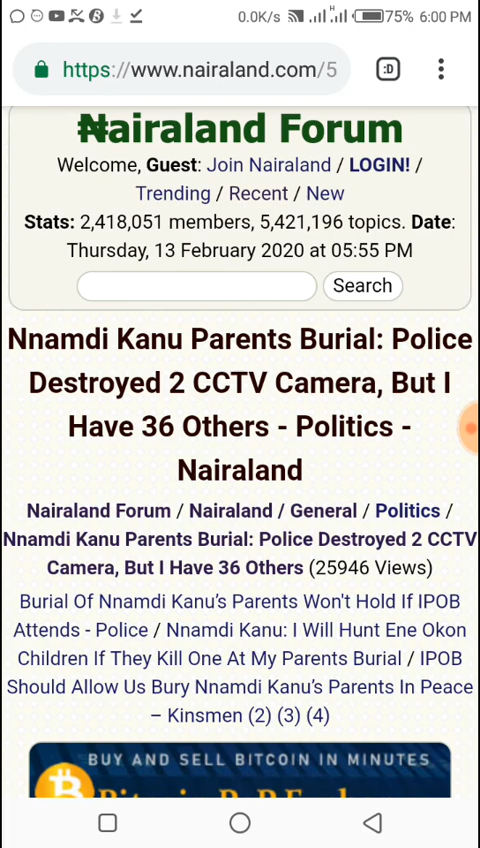 0.0K/s H 75% 6:00 PM
https://www.nairaland.com/5 :D
₦airaland Forum
Welcome, Guest: Join Nairaland / LOGIN! /
Trending / Recent / New
Stats: 2,418,051 members, 5,421,196 topics. Date:
Thursday, 13 February 2020 at 05:55 PM
Search
Nnamdi Kanu Parents Burial: Police
Destroyed 2 CCTV Camera, But I
Have 36 Others - Politics -
Nairaland
Nairaland Forum / Nairaland / General / Politics /
Nnamdi Kanu Parents Burial: Police Destroyed 2 CCTV
Camera, But I Have 36 Others (25946 Views)
Burial Of Nnamdi Kanu’s Parents Won't Hold If IPOB
Attends - Police / Nnamdi Kanu: I Will Hunt Ene Okon
Children If They Kill One At My Parents Burial / IPOB
Should Allow Us Bury Nnamdi Kanu’s Parents In Peace
– Kinsmen (2) (3) (4)
BUY AND SELL BITCOIN IN MINUTES